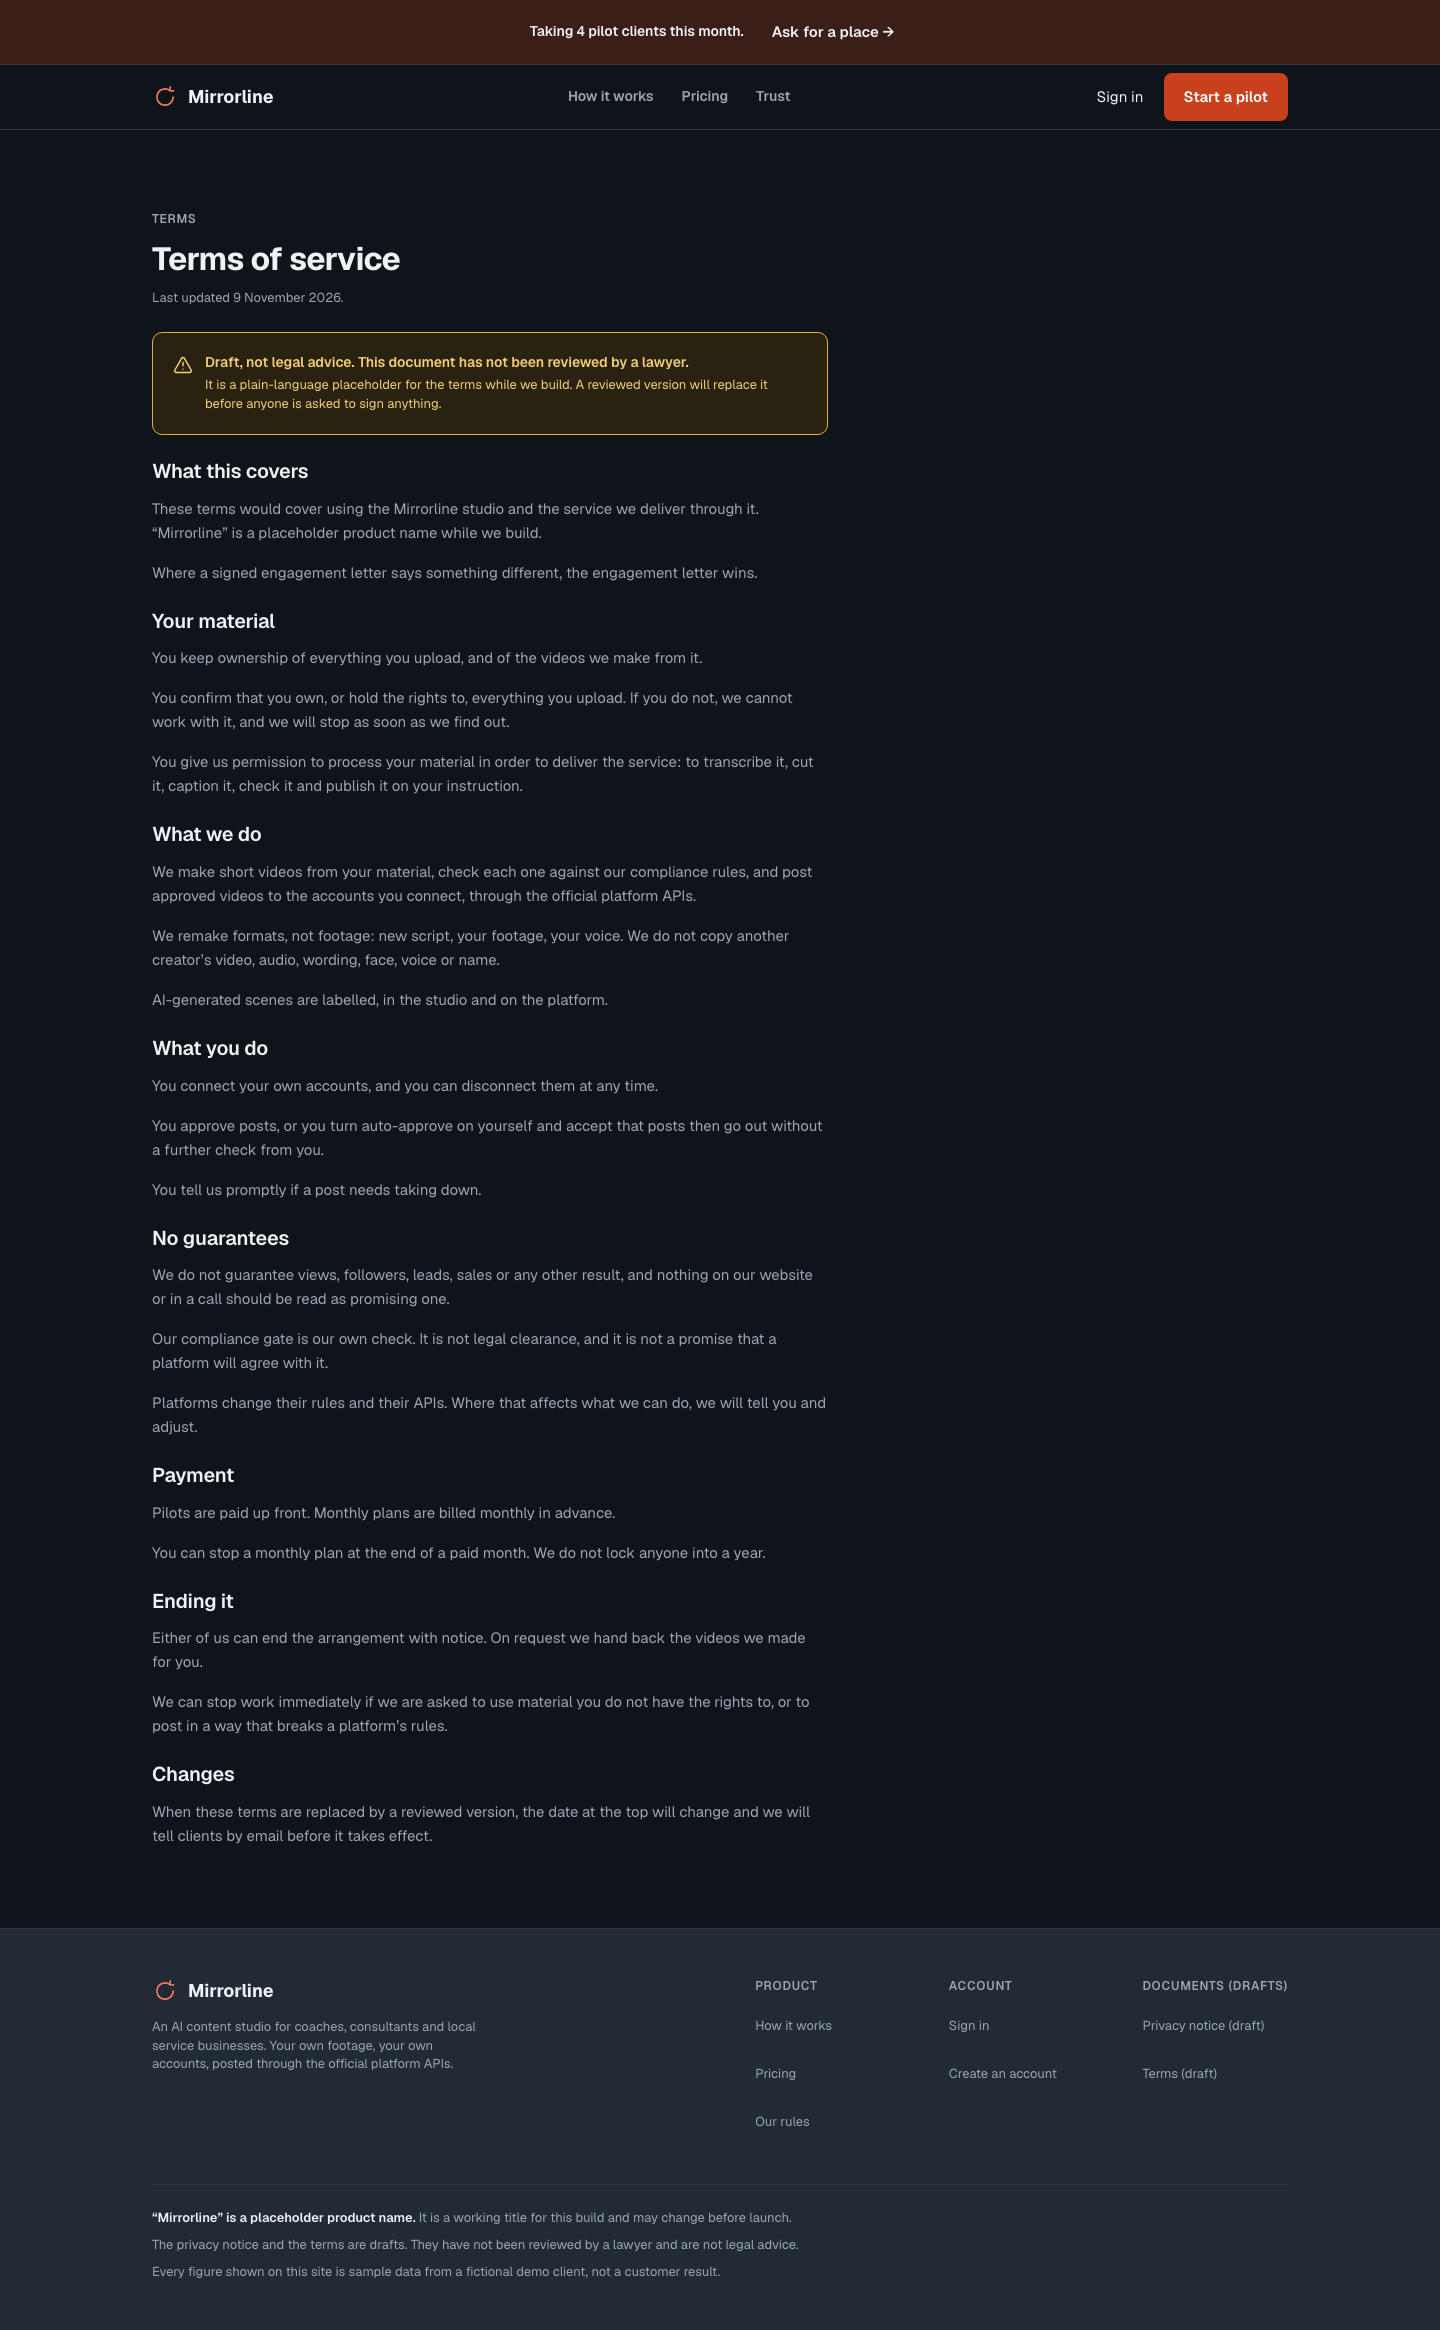 Taking 4 pilot clients this month. Ask for a place →
Mirrorline
How it works Pricing Trust
Sign in Start a pilot
TERMS
Terms of service
Last updated 9 November 2026.
Draft, not legal advice. This document has not been reviewed by a lawyer.
It is a plain-language placeholder for the terms while we build. A reviewed version will replace it
before anyone is asked to sign anything.
What this covers
These terms would cover using the Mirrorline studio and the service we deliver through it.
“Mirrorline” is a placeholder product name while we build.
Where a signed engagement letter says something different, the engagement letter wins.
Your material
You keep ownership of everything you upload, and of the videos we make from it.
You confirm that you own, or hold the rights to, everything you upload. If you do not, we cannot
work with it, and we will stop as soon as we find out.
You give us permission to process your material in order to deliver the service: to transcribe it, cut
it, caption it, check it and publish it on your instruction.
What we do
We make short videos from your material, check each one against our compliance rules, and post
approved videos to the accounts you connect, through the official platform APIs.
We remake formats, not footage: new script, your footage, your voice. We do not copy another
creator’s video, audio, wording, face, voice or name.
AI-generated scenes are labelled, in the studio and on the platform.
What you do
You connect your own accounts, and you can disconnect them at any time.
You approve posts, or you turn auto-approve on yourself and accept that posts then go out without
a further check from you.
You tell us promptly if a post needs taking down.
No guarantees
We do not guarantee views, followers, leads, sales or any other result, and nothing on our website
or in a call should be read as promising one.
Our compliance gate is our own check. It is not legal clearance, and it is not a promise that a
platform will agree with it.
Platforms change their rules and their APIs. Where that affects what we can do, we will tell you and
adjust.
Payment
Pilots are paid up front. Monthly plans are billed monthly in advance.
You can stop a monthly plan at the end of a paid month. We do not lock anyone into a year.
Ending it
Either of us can end the arrangement with notice. On request we hand back the videos we made
for you.
We can stop work immediately if we are asked to use material you do not have the rights to, or to
post in a way that breaks a platform’s rules.
Changes
When these terms are replaced by a reviewed version, the date at the top will change and we will
tell clients by email before it takes effect.
Mirrorline
An AI content studio for coaches, consultants and local
service businesses. Your own footage, your own
accounts, posted through the official platform APIs.
PRODUCT
How it works
Pricing
Our rules
ACCOUNT
Sign in
Create an account
DOCUMENTS (DRAFTS)
Privacy notice (draft)
Terms (draft)
“Mirrorline” is a placeholder product name. It is a working title for this build and may change before launch.
The privacy notice and the terms are drafts. They have not been reviewed by a lawyer and are not legal advice.
Every figure shown on this site is sample data from a fictional demo client, not a customer result.